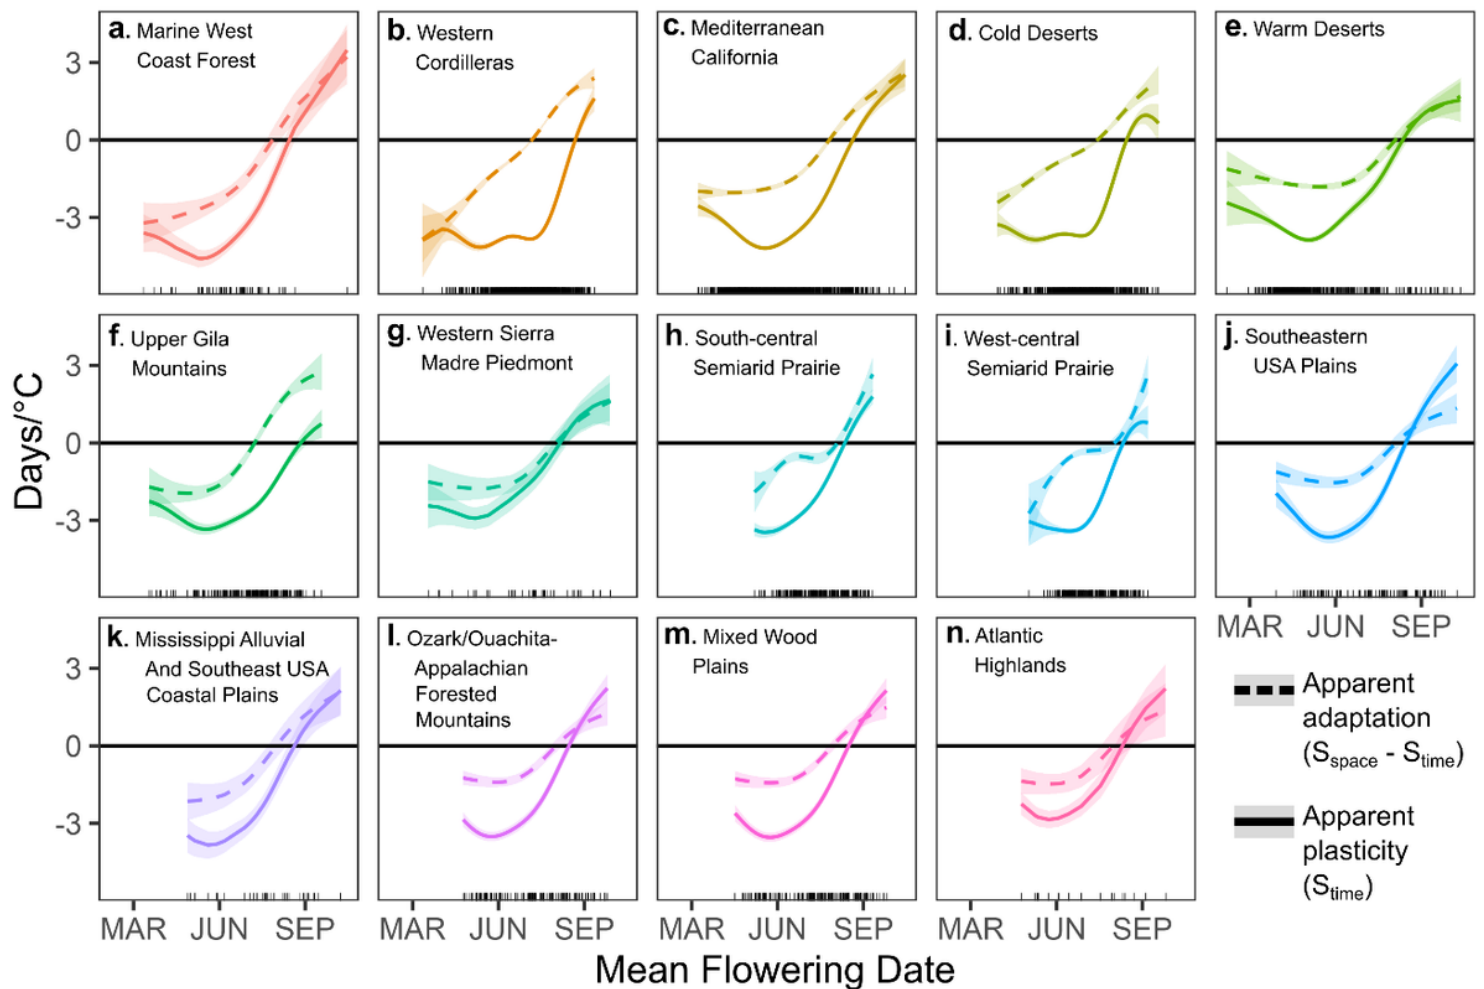 a. Marine West
Coast Forest
b. Western
Cordilleras
c. Mediterranean
California
d. Cold Deserts
e. Warm Deserts
3
0
-3
f. Upper Gila
Mountains
g. Western Sierra
Madre Piedmont
h. South-central
Semiarid Prairie
i. West-central
Semiarid Prairie
j. Southeastern
USA Plains
3
0
-3
Days/°C
MAR JUN SEP
k. Mississippi Alluvial
And Southeast USA
Coastal Plains
l. Ozark/Ouachita-
Appalachian
Forested
Mountains
m. Mixed Wood
Plains
n. Atlantic
Highlands
3
0
-3
MAR JUN SEP
MAR JUN SEP
MAR JUN SEP
MAR JUN SEP
Mean Flowering Date
Apparent
adaptation
(Sspace - Stime)
Apparent
plasticity
(Stime)